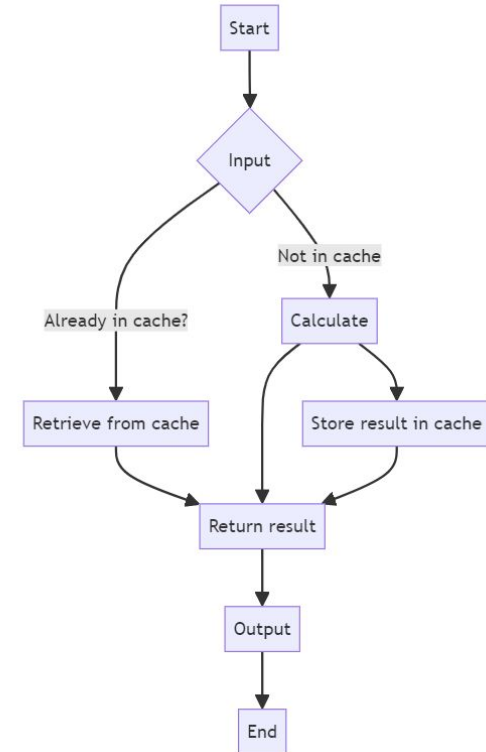 Start
Input
Not in cache
Already in cache?
Calculate
Retrieve from cache
Store result in cache
Return result
Output
End